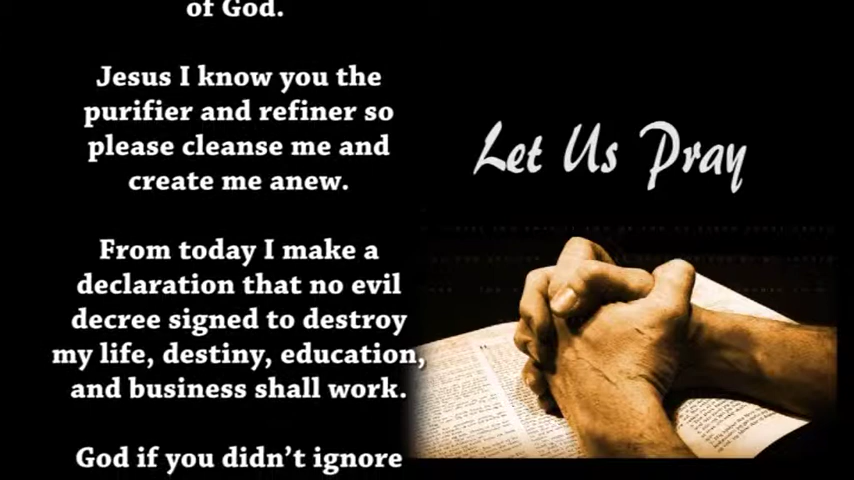 of God.
Jesus I know you the
purifier and refiner so
please cleanse me and
create me anew.
From today I make a
declaration that no evil
decree signed to destroy
my life, destiny, education,
and business shall work.
God if you didn't ignore
Let Us Pray